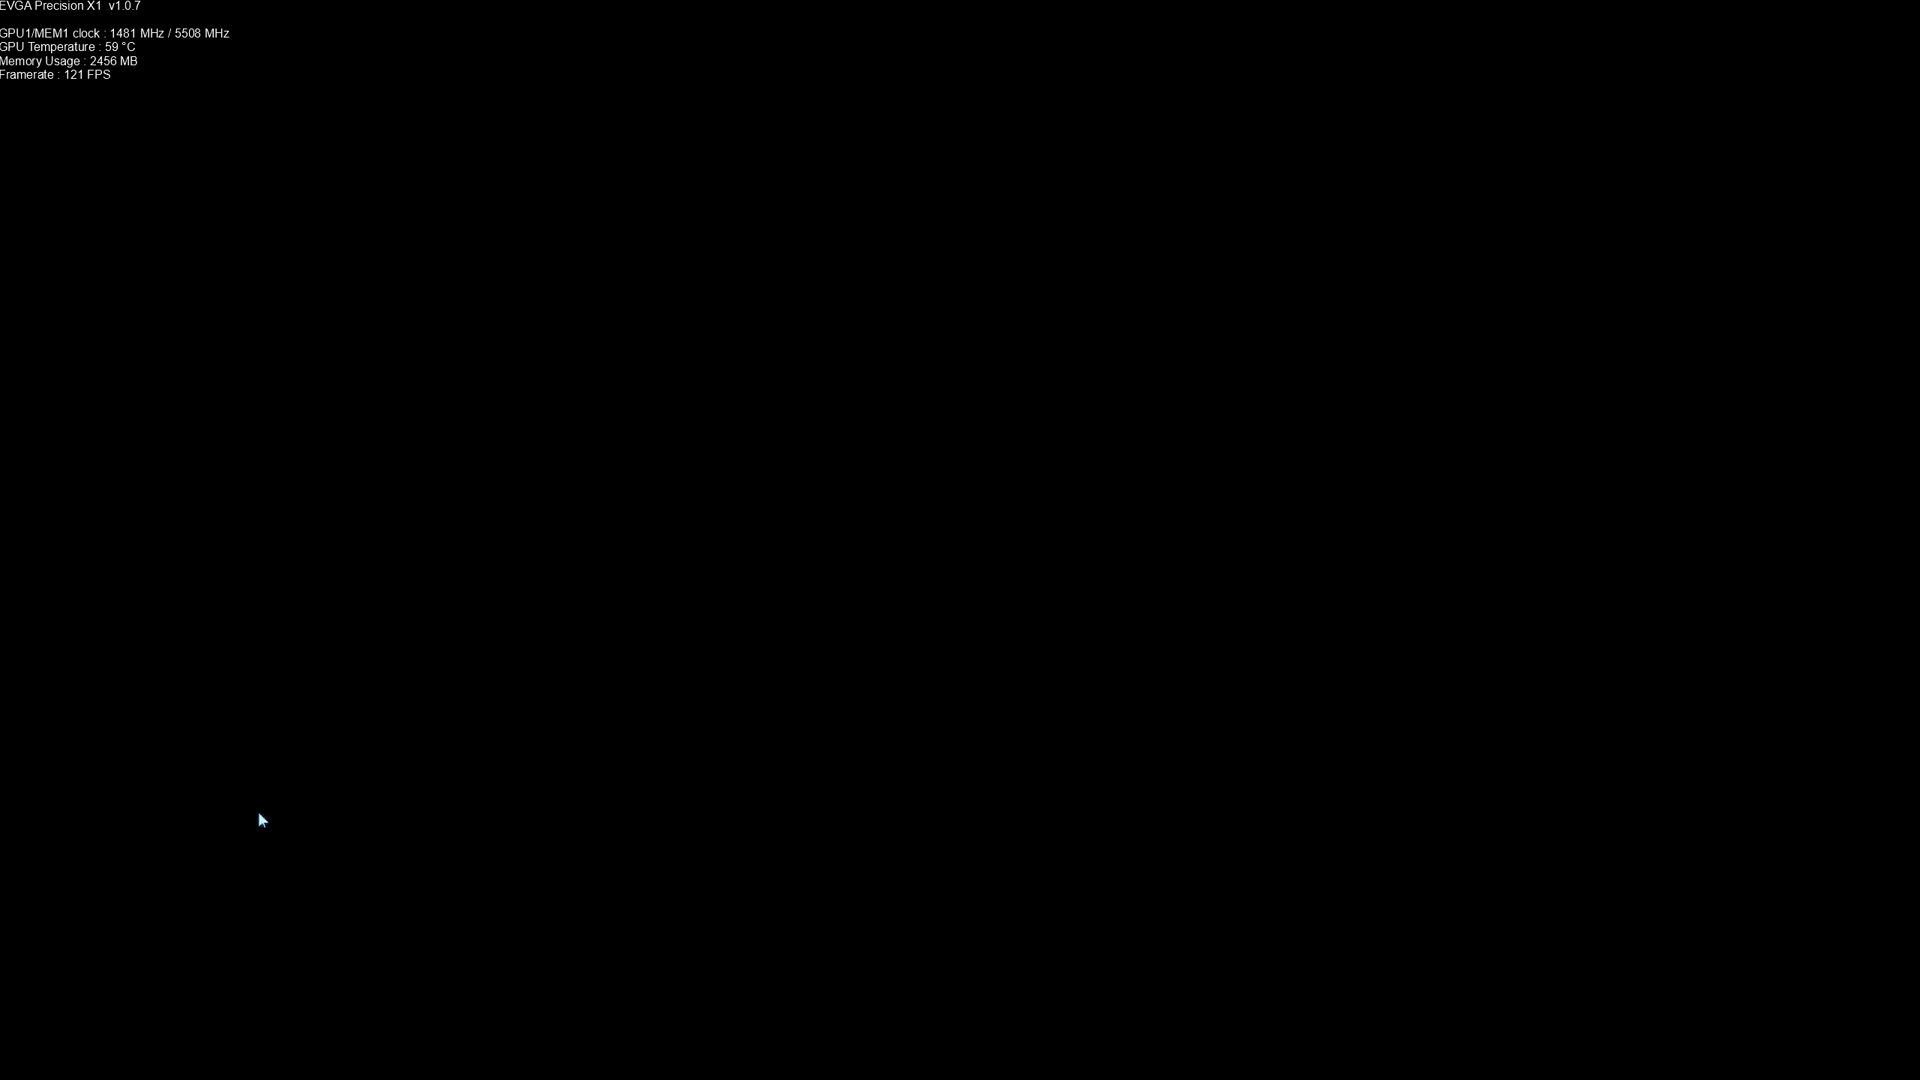 EVGA Precision X1 v1.0.7
GPU1/MEM1 clock : 1481 MHz / 5508 MHz
GPU Temperature : 59 °C
Memory Usage : 2456 MB
Framerate : 121 FPS